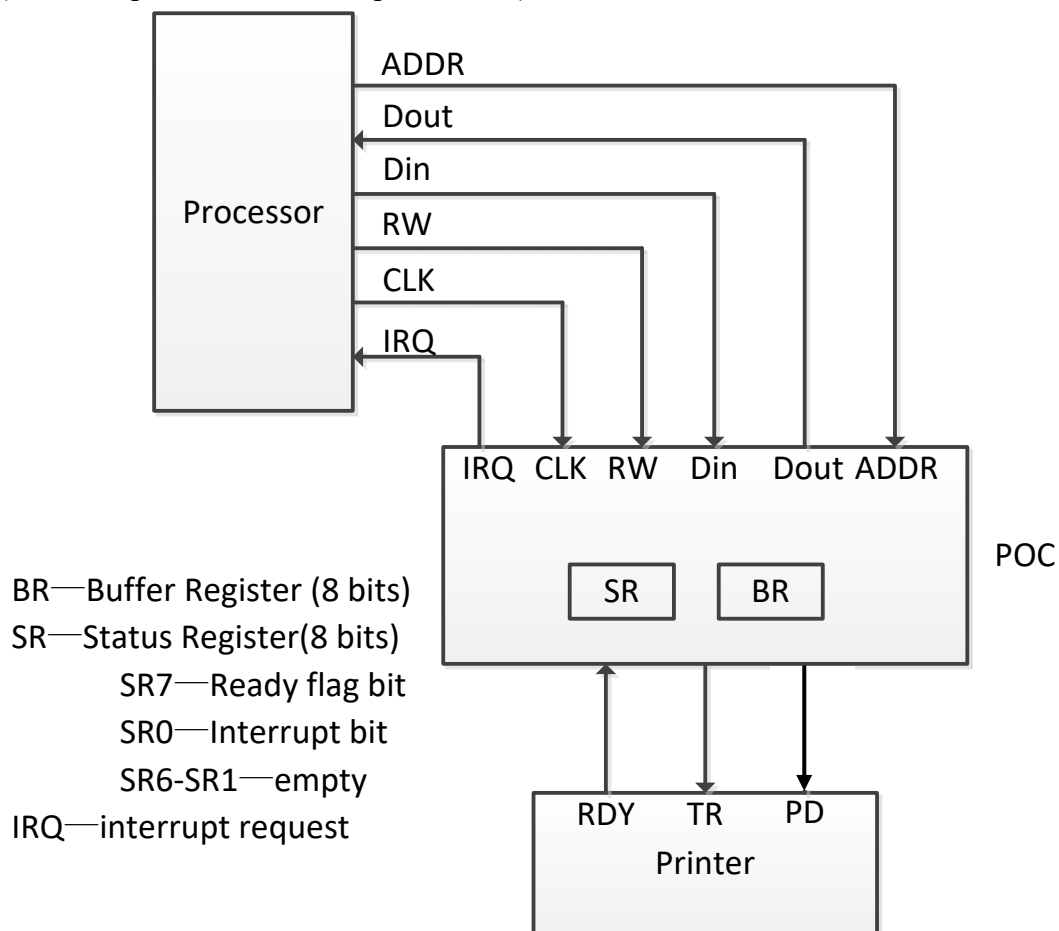 ADDR
Dout
Din
Processor
RW
CLK
IRQ
IRQ CLK RW Din Dout ADDR
POC
SR BR
BR—Buffer Register (8 bits)
SR—Status Register(8 bits)
SR7—Ready flag bit
SR0—Interrupt bit
SR6-SR1—empty
IRQ—interrupt request
RDY TR PD
Printer